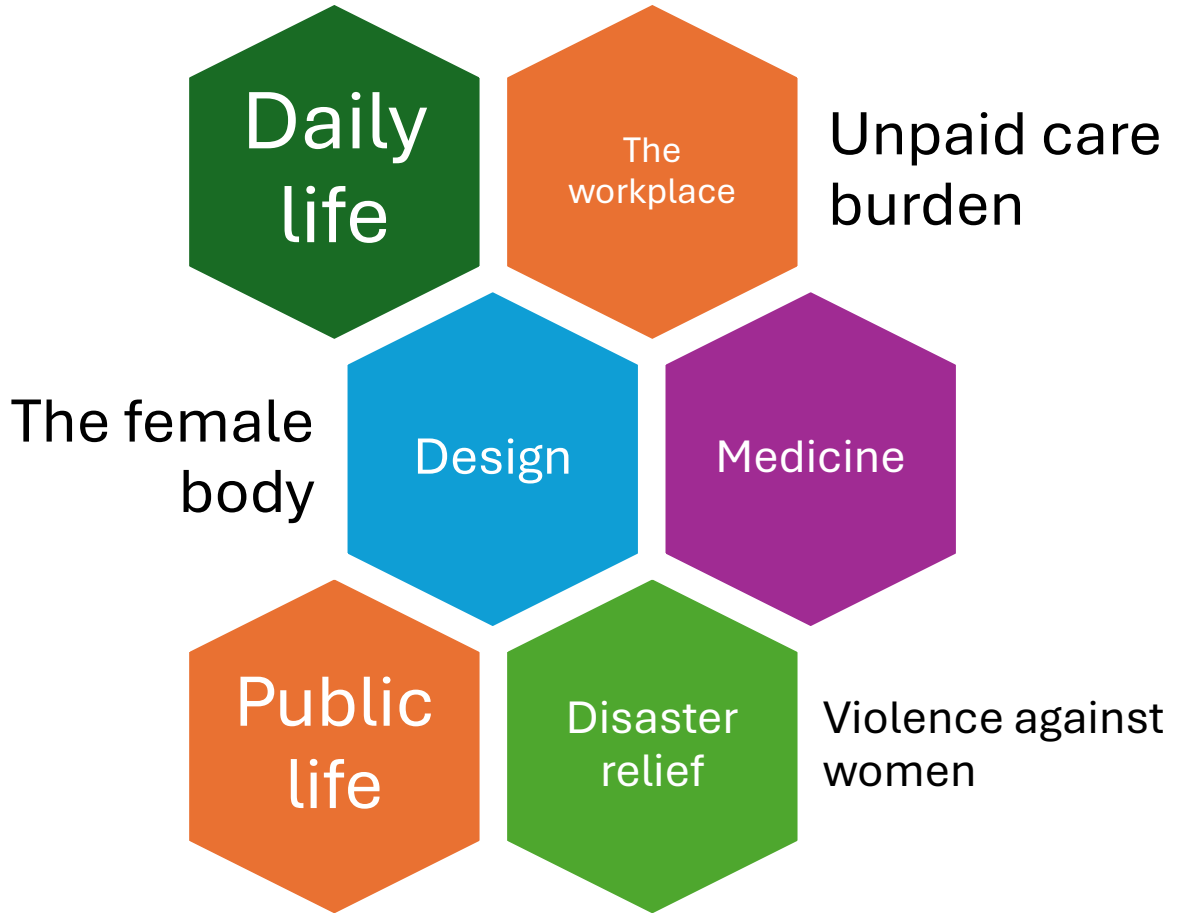 Daily
life
The
workplace
Unpaid care
burden
The female
body
Design
Medicine
Public
life
Disaster
relief
Violence against
women